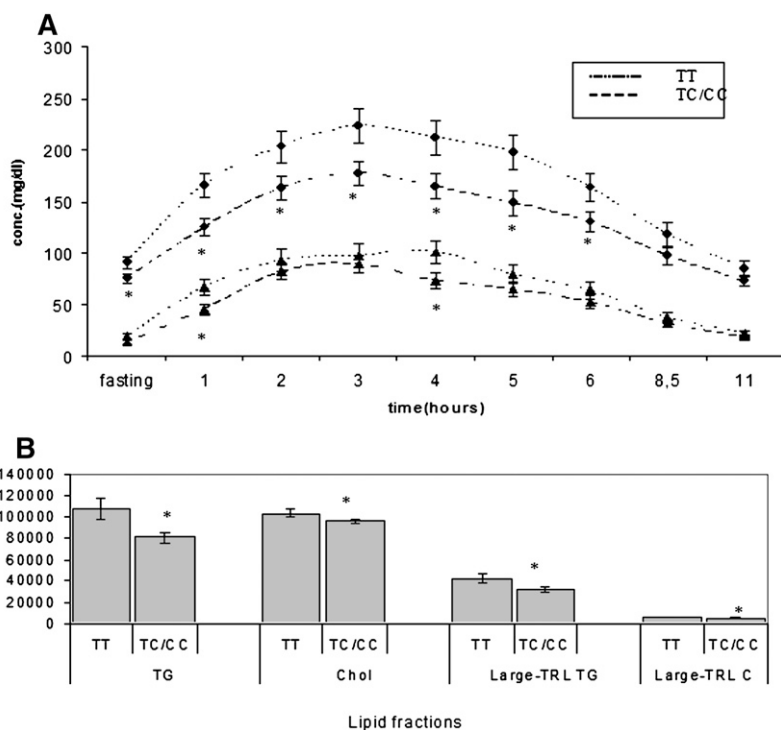 A
300
TT
TC/CC
250
200
150
100
50
0
conc.(mg/dl)
* * * * * * *
* *
fasting 1 2 3 4 5 6 8,5 11
time(hours)
B
140000
120000
100000
80000
60000
40000
20000
0
* * * *
TT TC/CC TT TC/CC TT TC/CC TT TC/CC
TG Chol Large-TRL TG Large-TRL C
Lipid fractions